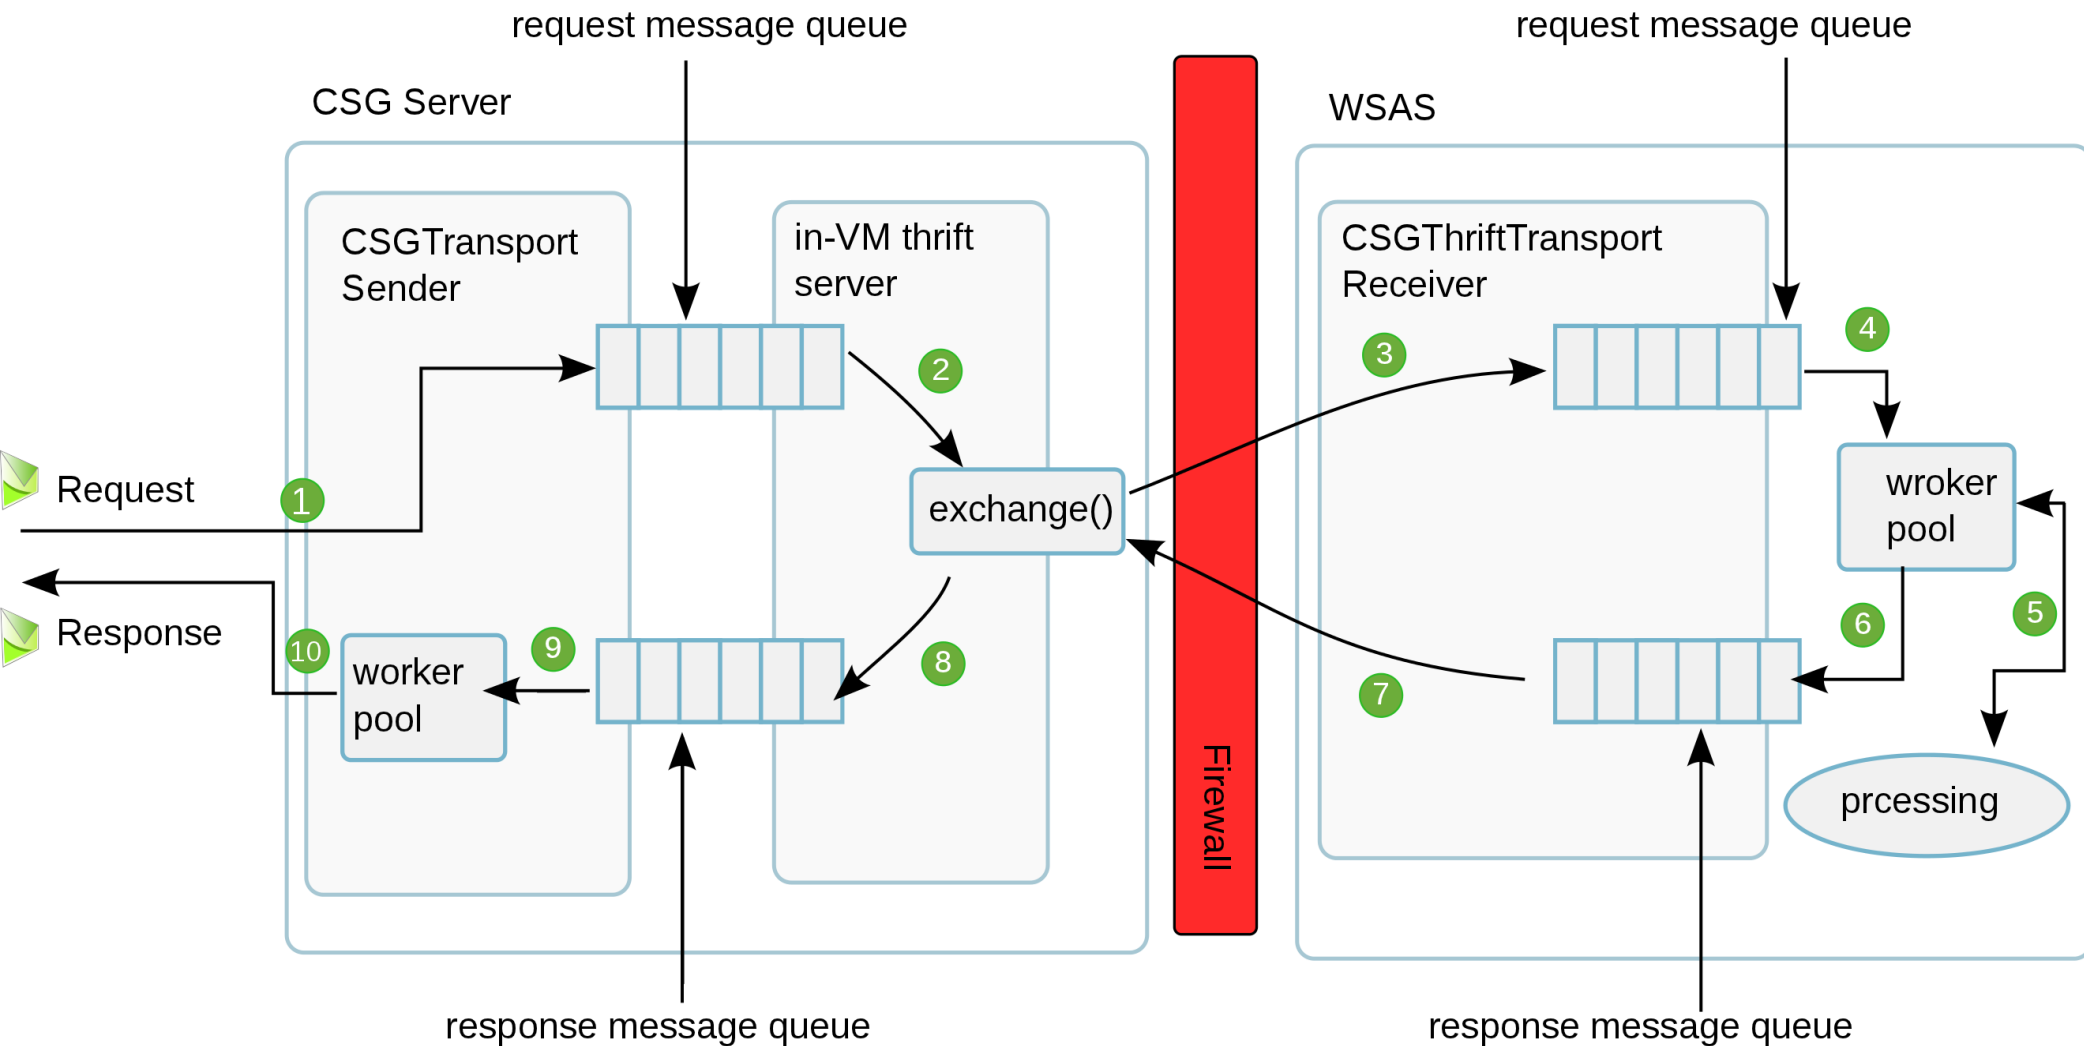 request message queue
request message queue
CSG Server
WSAS
CSGTransport
Sender
in-VM thrift
server
CSGThriftTransport
Receiver
4
3
2
Request
1
exchange()
wroker
pool
5
6
Response
10
9
8
7
worker
pool
Firewall
prcessing
response message queue
response message queue